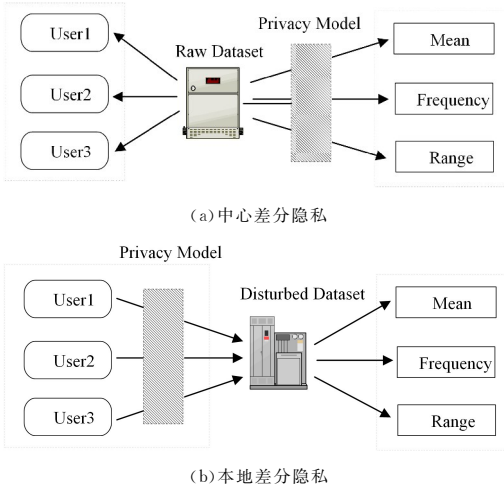 Privacy Model
User1
Raw Dataset
Mean
User2
Frequency
User3
Range
(a)中心差分隐私
Privacy Model
User1
Disturbed Dataset
Mean
User2
Frequency
User3
Range
(b)本地差分隐私